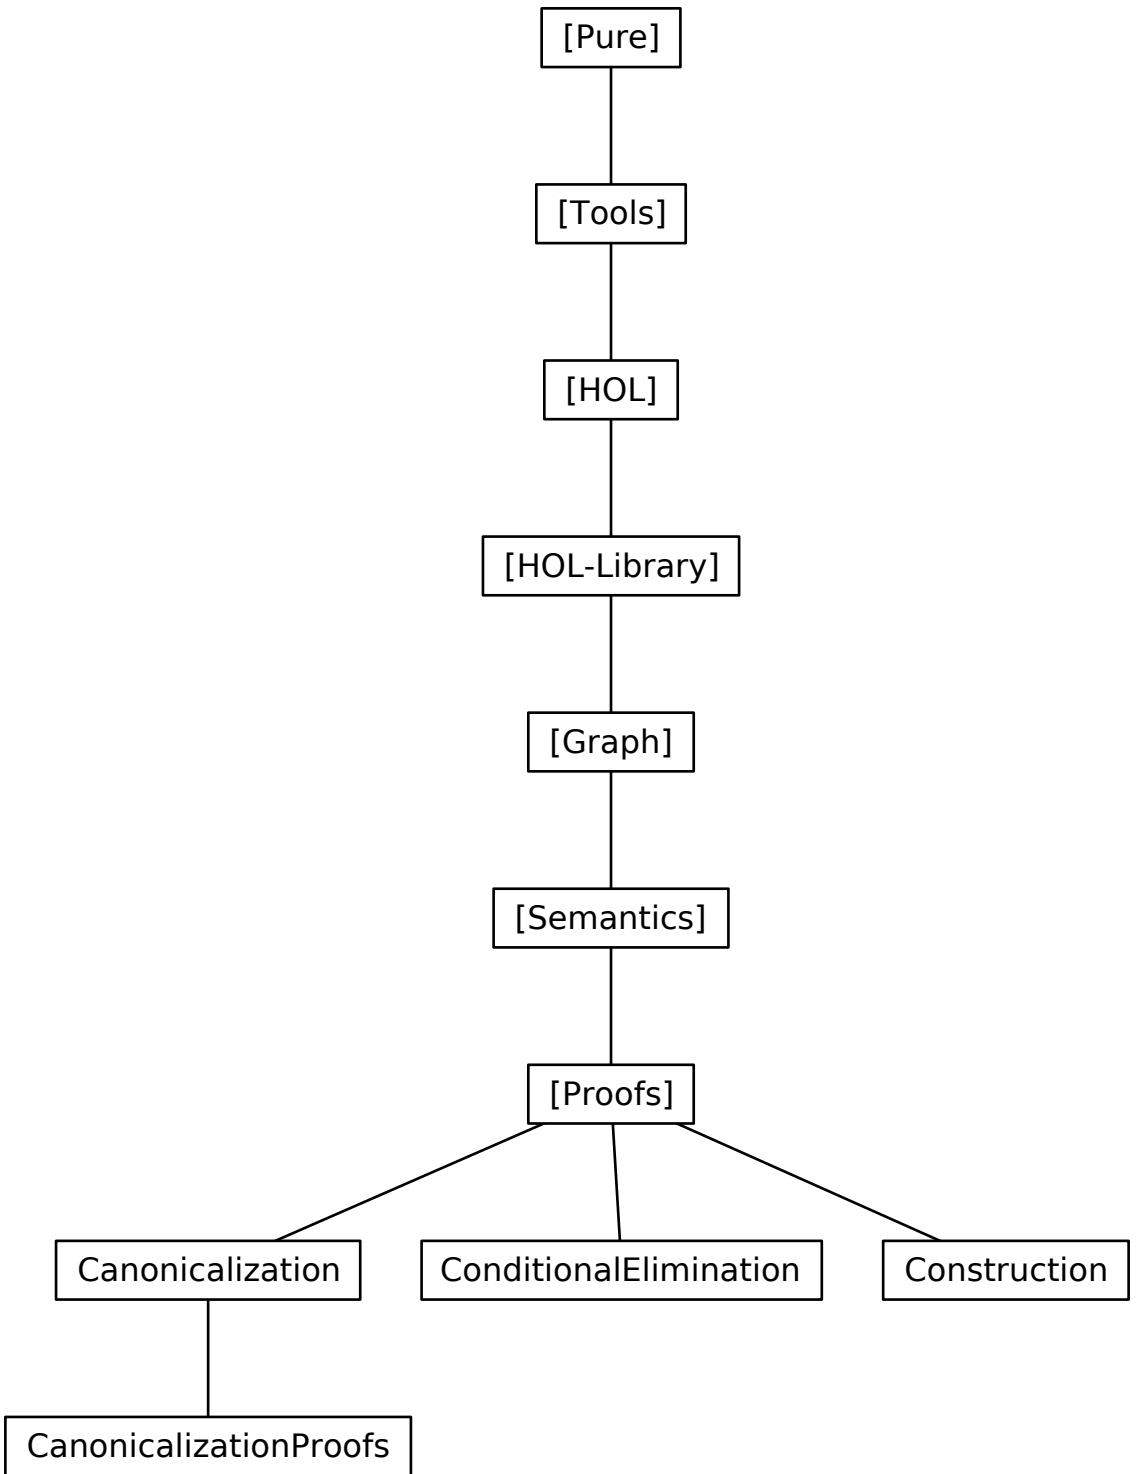 [Pure]
[Tools]
[HOL]
[HOL-Library]
[Graph]
[Semantics]
[Proofs]
Canonicalization
ConditionalElimination
Construction
CanonicalizationProofs